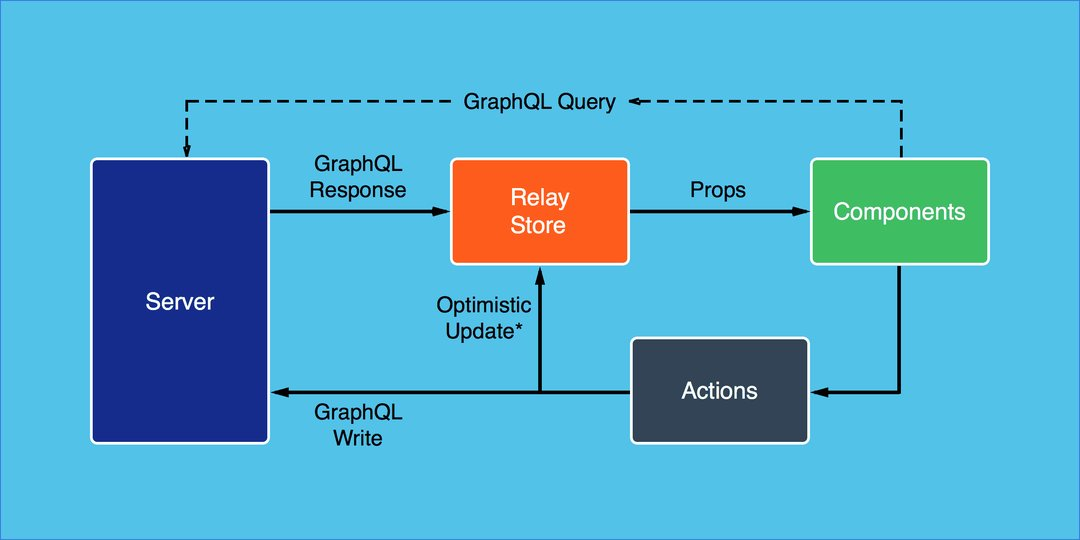 GraphQL Query
GraphQL
Response
Relay
Store
Props
Components
Server
Optimistic
Update*
Actions
GraphQL
Write